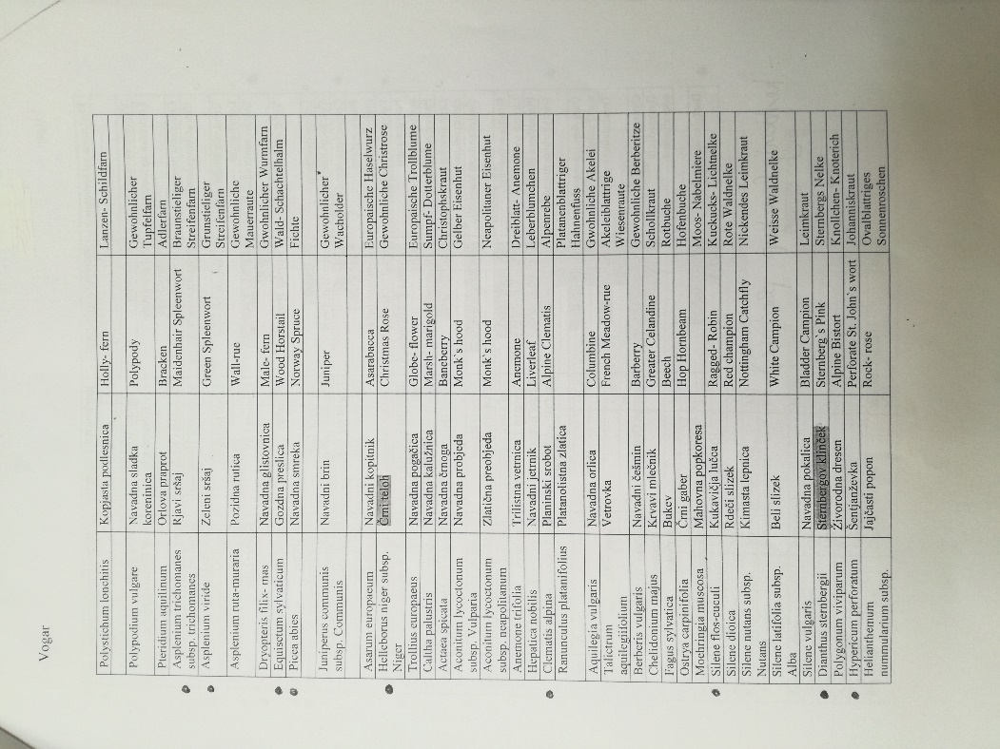 Vogar
Polystichum lonchitis Kopjasta podlesnica Holly- fern Lanzen- Schildfarn
Polypodium vulgare Navadna sladka koreninica Polypody Gewohnlicher Tupfelfarn
Pteridium aquilinum Orlova praprot Bracken Adlerfarn
Asplenium trichomanes subsp. trichomanes Rjavi sršaj Maidenhair Spleenwort Braunstieliger Streifenfarn
Asplenium viride Zeleni sršaj Green Spleenwort Grunstieliger Streifenfarn
Asplenium ruta-muraria Pozidna rutica Wall-rue Gewohnliche Mauerraute
Dryopteris filix- mas Navadna glistovnica Male- fern Gewohnlicher Wurmfarn
Equisetum sylvaticum Gozdna preslica Wood Horstail Wald- Schachtelhalm
Picea abies Navadna smreka Norway Spruce Fichte
Juniperus communis subsp. Communis Navadni brin Juniper Gewohnlicher Wacholder
Asarum europaeum Navadni kopitnik Asarabacca Europaische Haselwurz
Helleborus niger subsp. Niger Črni teloh Christmas Rose Gewohnliche Christrose
Trollius europaeus Navadna pogačica Globe- flower Europaische Trollblume
Caltha palustris Navadna kalužnica Marsh- marigold Sumpf- Dotterblume
Actaea spicata Navadna črnoga Baneberry Christophskraut
Aconitum lycoctonum subsp. Vulparia Navadna probjeda Monk`s hood Gelber Eisenhut
Aconitum lycoctonum subsp. neapolitanum Zlatična preobjeda Monk`s hood Neapolitaner Eisenhut
Anemone trifolia Trilistna vetrnica Anemone Dreiblatt- Anemone
Hepatica nobilis Navadni jetrnik Liverleaf Leberblumchen
Clematis alpina Planinski srobot Alpine Clematis Alpenrebe
Ranunculus platanifolius Platanolistna zlatica Platanenblattriger Hahnenfuss
Aquilegia vulgaris Navadna orlica Columbine Gwohnliche Akelei
Talictrum aquilegiifolium Vetrovka French Meadow-rue Akeleiblattrige Wiesenraute
Berberis vulgaris Navadni češmin Barberry Gewohnliche Berberitze
Chelidonium majus Krvavi mlečnik Greater Celandine Schollkraut
Fagus sylvatica Bukev Beech Rotbuche
Ostrya carpinifolia Črni gaber Hop Hornbeam Hofenbuche
Moehringia muscosa Mahovna popkoresa Moos- Nabelmiere
Silene flos-cuculi Kukavičja lučca Ragged- Robin Kuckucks- Lichtnelke
Silene dioica Rdeči slizek Red champion Rote Waldnelke
Silene nutans subsp. Nutans Kimasta lepnica Nottingham Catchfly Nickendes Leimkraut
Silene latifolia subsp. Alba Beli slizek White Campion Weisse Waldnelke
Silene vulgaris Navadna pokalica Bladder Campion Leimkraut
Dianthus sternbergii Sternbergov klinček Sternberg`s Pink Sternbergs Nelke
Polygonum viviparum Živorodna dresen Alpine Bistort Knollchen- Knoterich
Hypericum perforatum Šentjanževka Perforate St. John`s wort Johanniskraut
Helianthemum nummularium subsp. Jajčasti popon Rock- rose Ovalblattriges Sonnenroschen